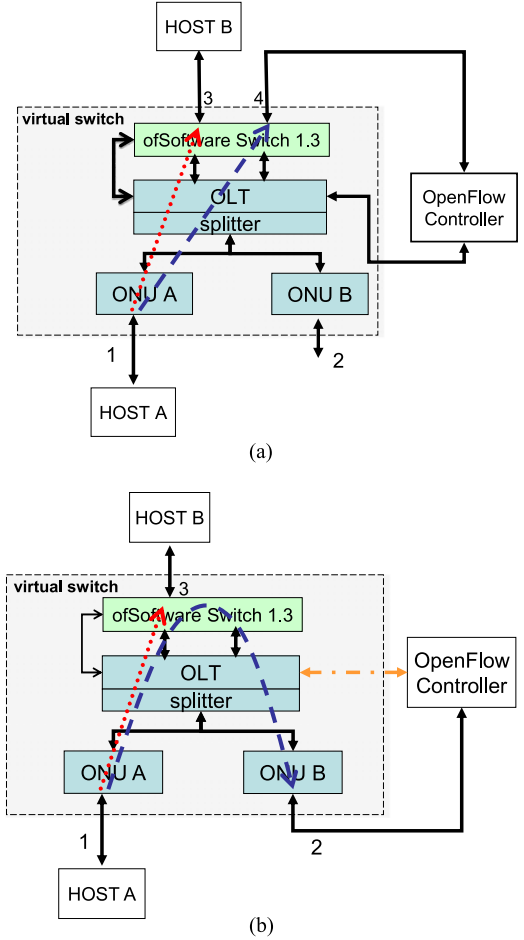 HOST B
3
4
virtual switch
ofSoftware Switch 1.3
OLT
splitter
OpenFlow
Controller
ONU A
ONU B
1
2
HOST A
(a)
HOST B
virtual switch
3
ofSoftware Switch 1.3
OLT
splitter
OpenFlow
Controller
ONU A
ONU B
1
2
HOST A
(b)